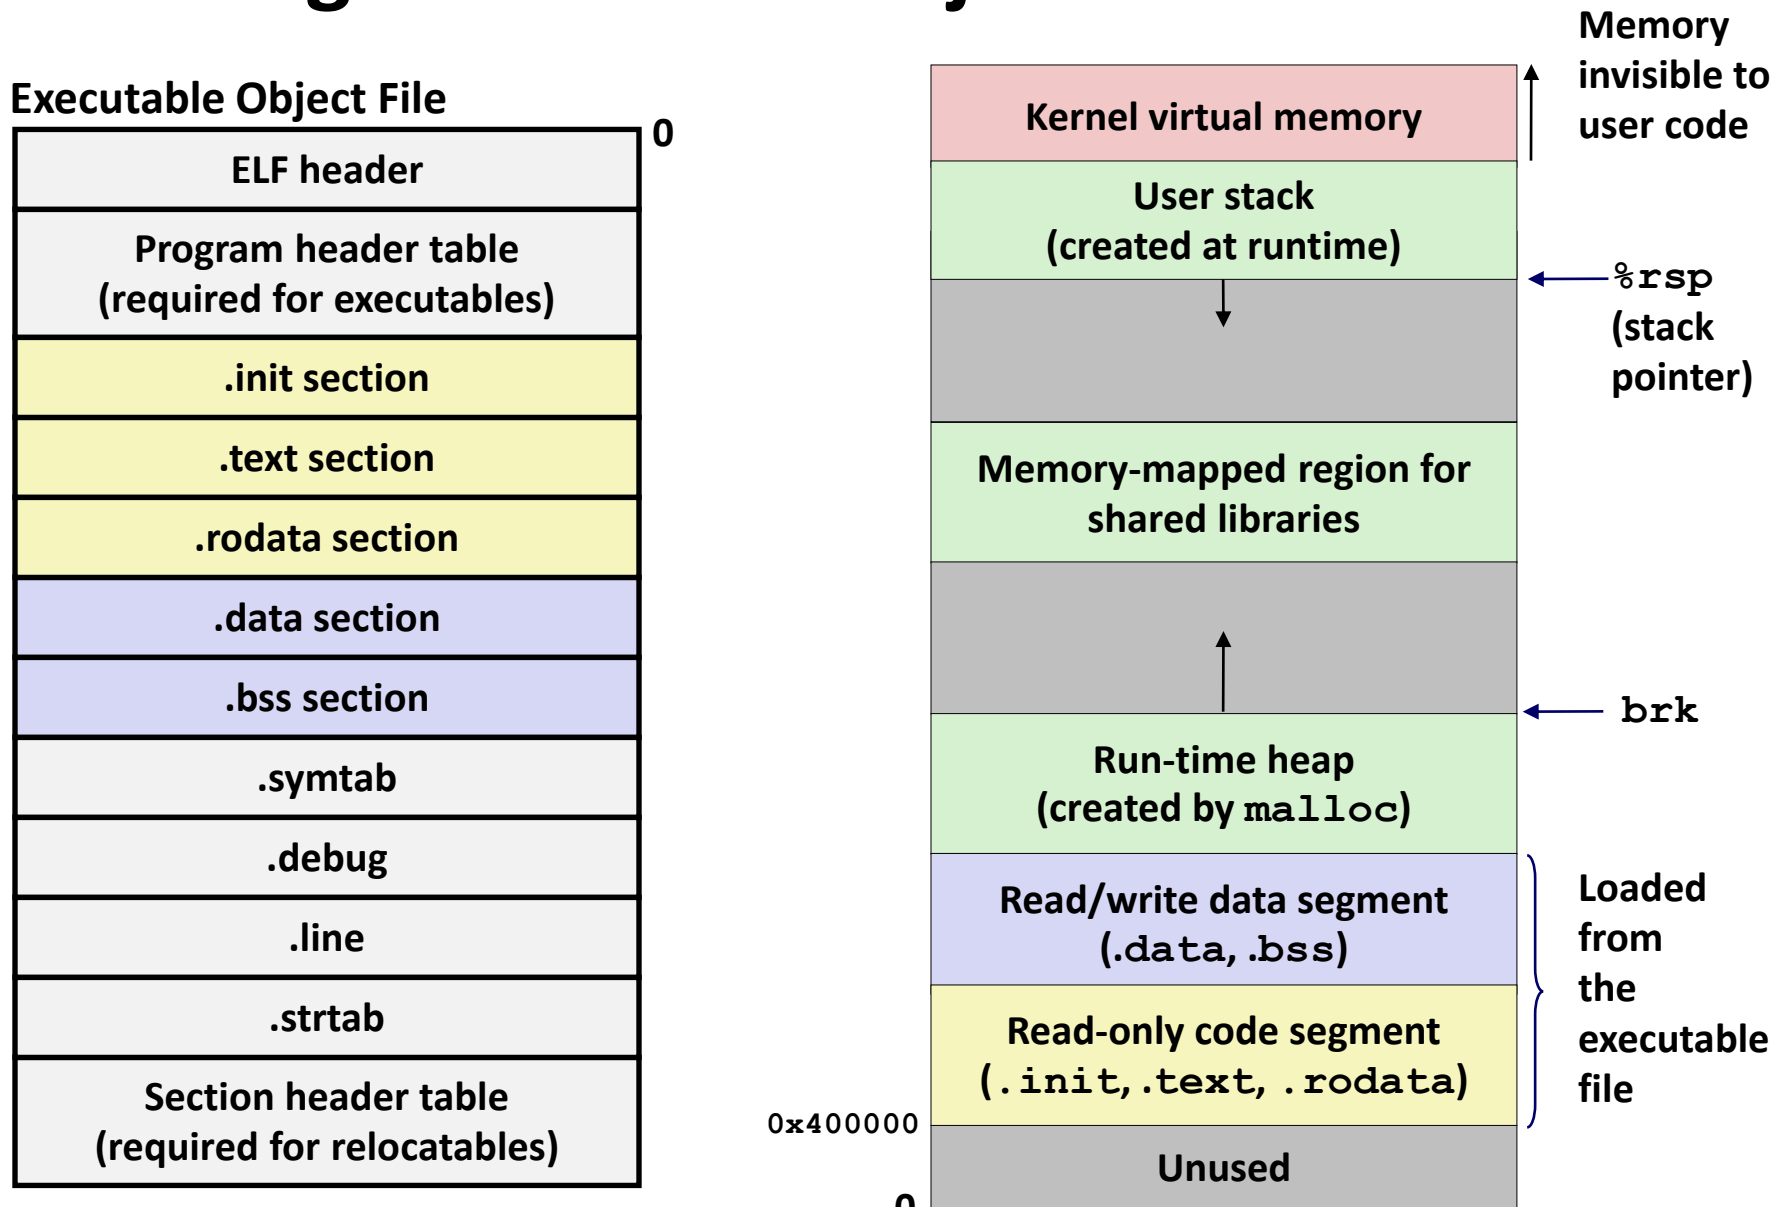 Executable Object File
0
ELF header
Program header table
(required for executables)
.init section
.text section
.rodata section
.data section
.bss section
.symtab
.debug
.line
.strtab
Section header table
(required for relocatables)
Kernel virtual memory
Memory
invisible to
user code
User stack
(created at runtime)
%rsp
(stack
pointer)
Memory-mapped region for
shared libraries
brk
Run-time heap
(created by malloc)
Read/write data segment
(.data, .bss)
Read-only code segment
(.init, .text, .rodata)
Loaded
from
the
executable
file
0x400000
Unused
0